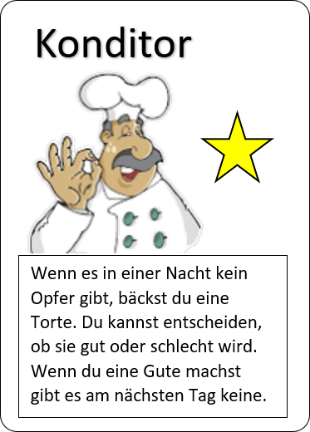 Konditor
Wenn es in einer Nacht kein
Opfer gibt, bäckst du eine
Torte. Du kannst entscheiden,
ob sie gut oder schlecht wird.
Wenn du eine Gute machst
gibt es am nächsten Tag keine.